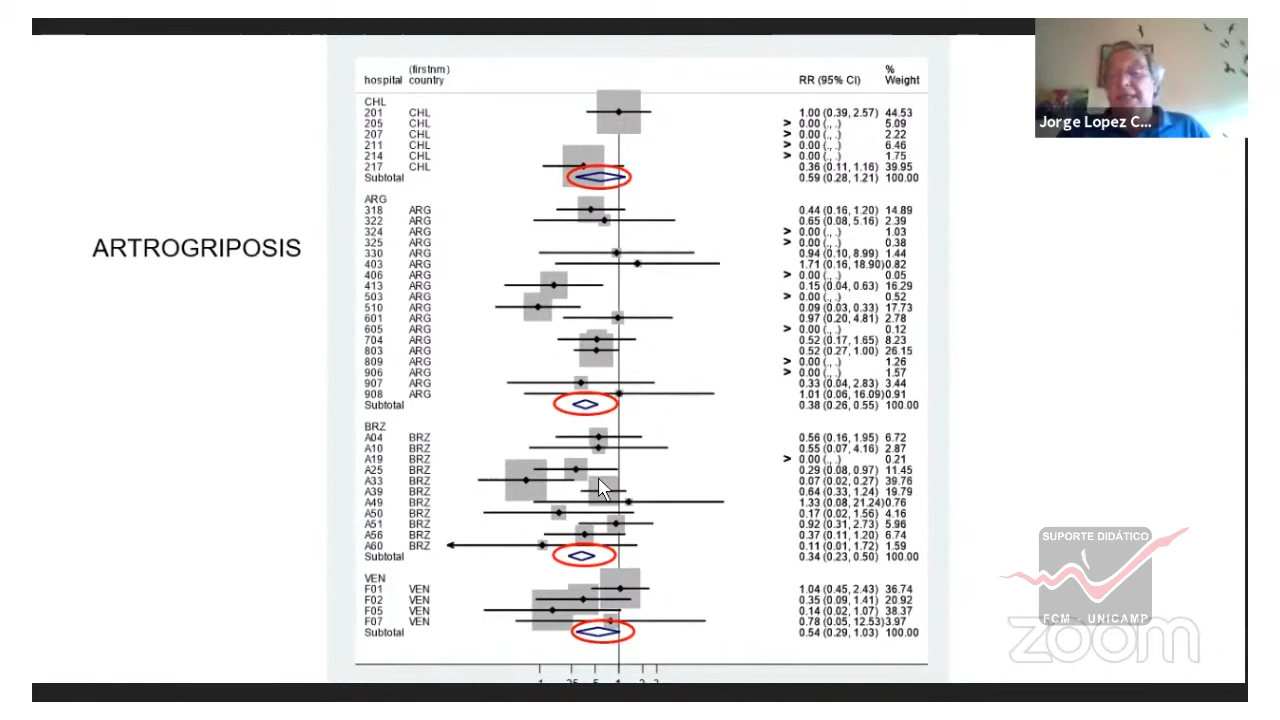 Jorge Lopez C...
ARTROGRIPOSIS
(firstnm) %
hospital country RR (95% CI) Weight
CHL
201 CHL 1.00 (0.39, 2.57) 44.53
205 CHL > 0.00 (., .) 5.09
207 CHL > 0.00 (., .) 2.22
211 CHL > 0.00 (., .) 6.46
214 CHL > 0.00 (., .) 1.75
217 CHL 0.36 (0.11, 1.16) 39.95
Subtotal 0.59 (0.28, 1.21) 100.00
ARG
318 ARG 0.44 (0.16, 1.20) 14.89
322 ARG 0.65 (0.08, 5.16) 2.39
324 ARG > 0.00 (., .) 1.03
325 ARG > 0.00 (., .) 0.38
330 ARG 0.94 (0.10, 8.99) 1.44
403 ARG 1.71 (0.16, 18.90) 0.82
406 ARG > 0.00 (., .) 0.05
413 ARG 0.15 (0.04, 0.63) 16.29
503 ARG > 0.00 (., .) 0.52
510 ARG 0.09 (0.03, 0.33) 17.73
601 ARG 0.97 (0.20, 4.81) 2.78
605 ARG > 0.00 (., .) 0.12
704 ARG 0.52 (0.17, 1.65) 8.23
803 ARG 0.52 (0.27, 1.00) 26.15
809 ARG > 0.00 (., .) 1.26
906 ARG > 0.00 (., .) 1.57
907 ARG 0.33 (0.04, 2.83) 3.44
908 ARG 1.01 (0.06, 16.09) 0.91
Subtotal 0.38 (0.26, 0.55) 100.00
BRZ
A04 BRZ 0.56 (0.16, 1.95) 6.72
A10 BRZ 0.55 (0.07, 4.16) 2.87
A19 BRZ > 0.00 (., .) 0.21
A25 BRZ 0.29 (0.08, 0.97) 11.45
A33 BRZ 0.07 (0.02, 0.27) 39.76
A39 BRZ 0.64 (0.33, 1.24) 19.79
A49 BRZ 1.33 (0.08, 21.24) 0.76
A50 BRZ 0.17 (0.02, 1.56) 4.16
A51 BRZ 0.92 (0.31, 2.73) 5.96
A56 BRZ 0.37 (0.11, 1.20) 6.74
A60 BRZ 0.11 (0.01, 1.72) 1.59
Subtotal 0.34 (0.23, 0.50) 100.00
VEN
F01 VEN 1.04 (0.45, 2.43) 36.74
F02 VEN 0.35 (0.09, 1.41) 20.92
F05 VEN 0.14 (0.02, 1.07) 38.37
F07 VEN 0.78 (0.05, 12.53) 3.97
Subtotal 0.54 (0.29, 1.03) 100.00
SUPORTE DIDÁTICO
FCM - UNICAMP
zoom